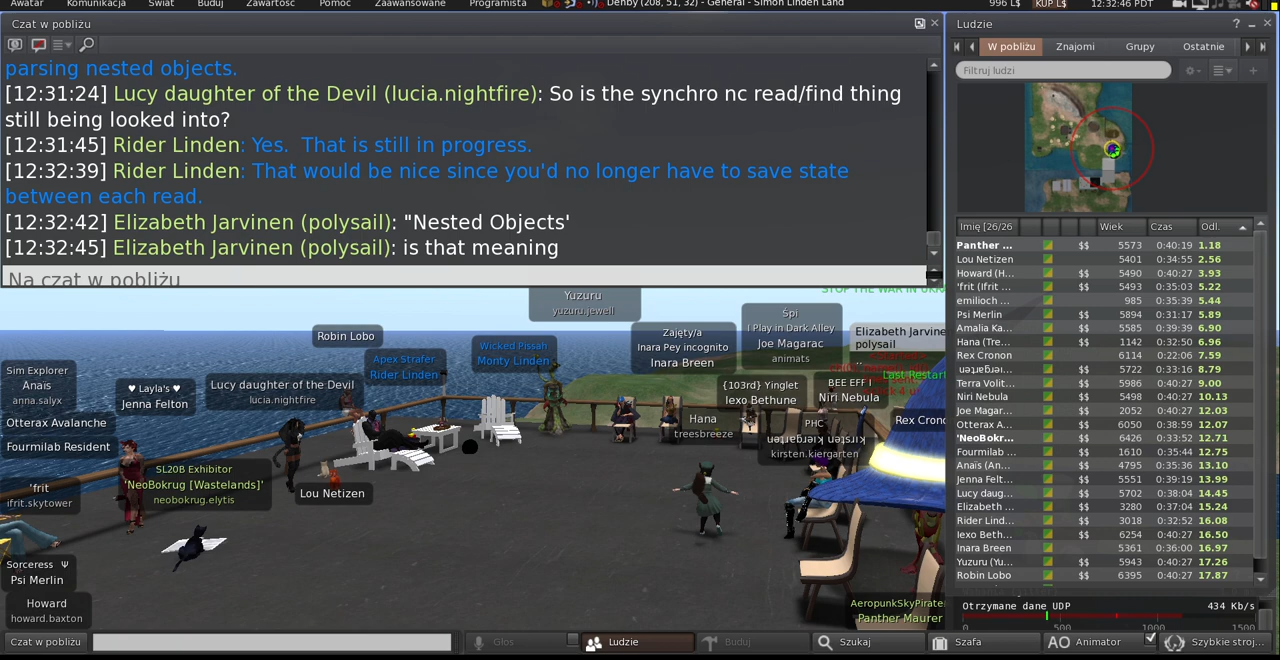 Awatar Komunikacja Świat Buduj Zawartość Pomoc Zaawansowane Programista Denby (208, 51, 32) - General - Simon Linden Land 996 L$ KUP L$ 12:32:46 PDT
Czat w pobliżu
parsing nested objects.
[12:31:24] Lucy daughter of the Devil (lucia.nightfire): So is the synchro nc read/find thing
still being looked into?
[12:31:45] Rider Linden: Yes.  That is still in progress.
[12:32:39] Rider Linden: That would be nice since you'd no longer have to save state
between each read.
[12:32:42] Elizabeth Jarvinen (polysail): "Nested Objects'
[12:32:45] Elizabeth Jarvinen (polysail): is that meaning
Na czat w pobliżu
STOP THE WAR IN UKR
Yuzuru
yuzuru.jewell
Robin Lobo
Apex Strafer
Rider Linden
Wicked Pissah
Monty Linden
Zajęty/a
Inara Pey incognito
Inara Breen
Śpi
I Play in Dark Alley
Joe Magarac
animats
Elizabeth Jarvine
polysail
Last Restart
Sim Explorer
Anaïs
anna.salyx
♥ Layla's ♥
Jenna Felton
Lucy daughter of the Devil
lucia.nightfire
{103rd} Yinglet
Iexo Bethune
BEE EFF I
Niri Nebula
Otterax Avalanche
Hana
treesbreeze
PHC
kirsten.kiergarten
Rex Crono
Fourmilab Resident
SL20B Exhibitor
'NeoBokrug [Wastelands]'
neobokrug.elytis
'frit
ifrit.skytower
Lou Netizen
Sorceress Ψ
Psi Merlin
Howard
howard.baxton
AeropunkSkyPirate
Panther Maurer
Czat w pobliżu Głos Ludzie Buduj Szukaj Szafa AO Animator Szybkie stroj...
Ludzie
W pobliżu Znajomi Grupy Ostatnie
Filtruj ludzi
Imię [26/26 Wiek Czas Odl.
Panther ... $$ 5573 0:40:19 1.18
Lou Netizen 5401 0:34:55 2.56
Howard (H... $$ 5490 0:40:27 3.93
'frit (Ifrit ... $$ 5493 0:35:03 5.22
emilioch ... 985 0:35:39 5.44
Psi Merlin $$ 5894 0:31:17 5.89
Amalia Ka... $$ 5585 0:39:39 6.90
Hana (Tre... $$ 1142 0:32:50 6.96
Rex Cronon 6114 0:22:06 7.59
$$ 5722 0:33:16 8.79
Terra Volit... $$ 5986 0:40:27 9.00
Niri Nebula $$ 5498 0:40:27 10.13
Joe Magar... $$ 2052 0:40:27 12.03
Otterax A... $$ 6050 0:38:59 12.07
'NeoBokr... $$ 6426 0:33:52 12.71
Fourmilab ... $$ 1610 0:35:44 12.75
Anaïs (An... $$ 4795 0:35:36 13.10
Jenna Felt... $$ 5551 0:39:19 13.99
Lucy daug... $$ 5702 0:38:04 14.45
Elizabeth ... $$ 3280 0:37:04 15.24
Rider Lind... $$ 3018 0:32:52 16.08
Iexo Beth... $$ 6254 0:40:27 16.50
Inara Breen 5361 0:36:00 16.97
Yuzuru (Yu... $$ 5943 0:40:27 17.26
Robin Lobo $$ 6395 0:40:27 17.87
Otrzymane dane UDP 434 Kb/s
0 500 1000 1500